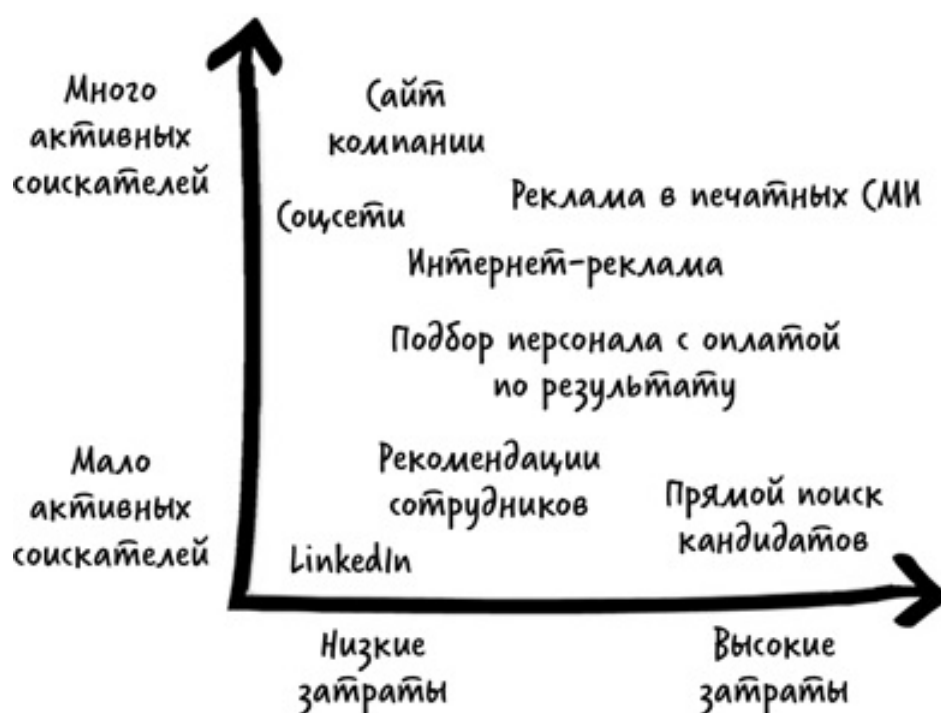 Много
активных
соискателей
Сайт
компании
Реклама в печатных СМИ
Соцсети
Интернет-реклама
Подбор персонала с оплатой
по результату
Мало
активных
соискателей
Рекомендации
сотрудников
Прямой поиск
кандидатов
LinkedIn
Низкие
затраты
Высокие
затраты